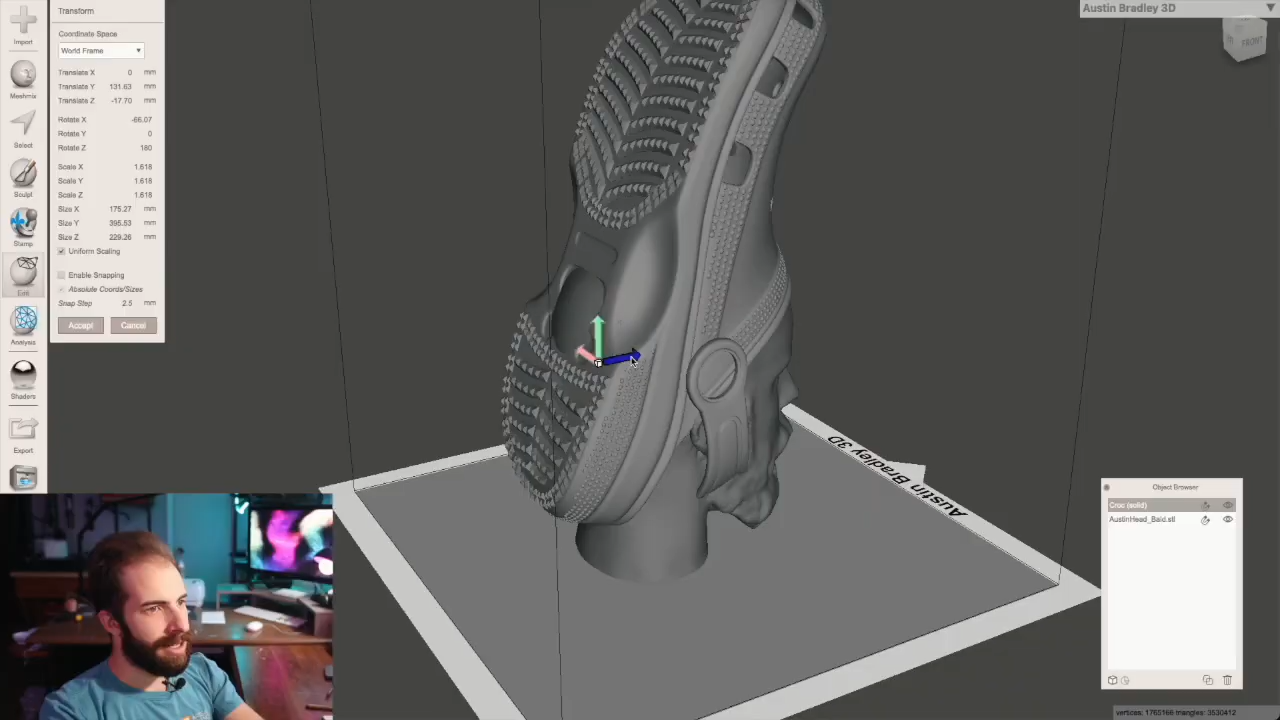 Transform
Coordinate Space
World Frame
Translate X 0 mm
Translate Y 131.63 mm
Translate Z -17.70 mm
Rotate X -66.07
Rotate Y 0
Rotate Z 180
Scale X 1.618
Scale Y 1.618
Scale Z 1.618
Size X 175.27 mm
Size Y 395.53 mm
Size Z 229.26 mm
Uniform Scaling
Enable Snapping
Absolute Coords/Sizes
Snap Step 2.5 mm
Accept Cancel
Import
Meshmix
Select
Sculpt
Stamp
Edit
Analysis
Shaders
Export
Austin Bradley 3D
FRONT
Austin Bradley 3D
Object Browser
Croc (solid)
AustinHead_Bald.stl
vertices: 1765166 triangles: 3530412